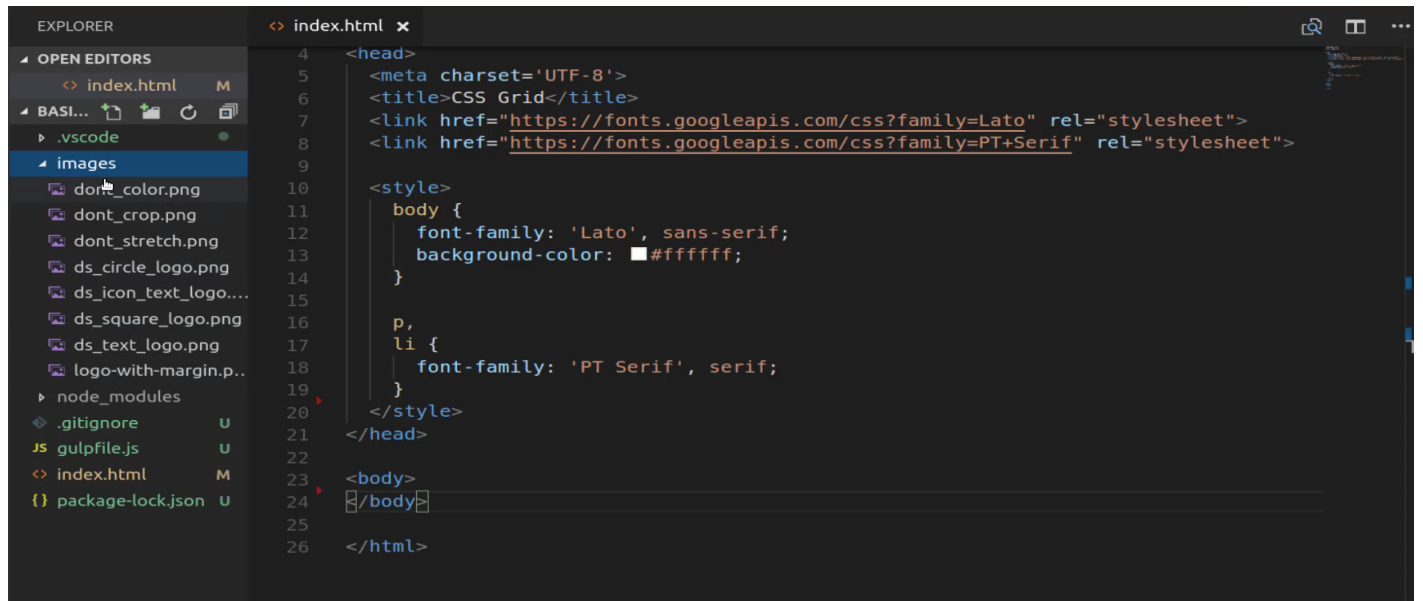 EXPLORER
OPEN EDITORS
index.html M
BASI...
.vscode
images
dont_color.png
dont_crop.png
dont_stretch.png
ds_circle_logo.png
ds_icon_text_logo....
ds_square_logo.png
ds_text_logo.png
logo-with-margin.p..
node_modules
.gitignore U
JS gulpfile.js U
<> index.html M
{} package-lock.json U
<> index.html ×
4 <head>
5 <meta charset='UTF-8'>
6 <title>CSS Grid</title>
7 <link href="https://fonts.googleapis.com/css?family=Lato" rel="stylesheet">
8 <link href="https://fonts.googleapis.com/css?family=PT+Serif" rel="stylesheet">
9
10 <style>
11 body {
12 font-family: 'Lato', sans-serif;
13 background-color: #ffffff;
14 }
15
16 p,
17 li {
18 font-family: 'PT Serif', serif;
19 }
20 </style>
21 </head>
22
23 <body>
24 </body>
25
26 </html>